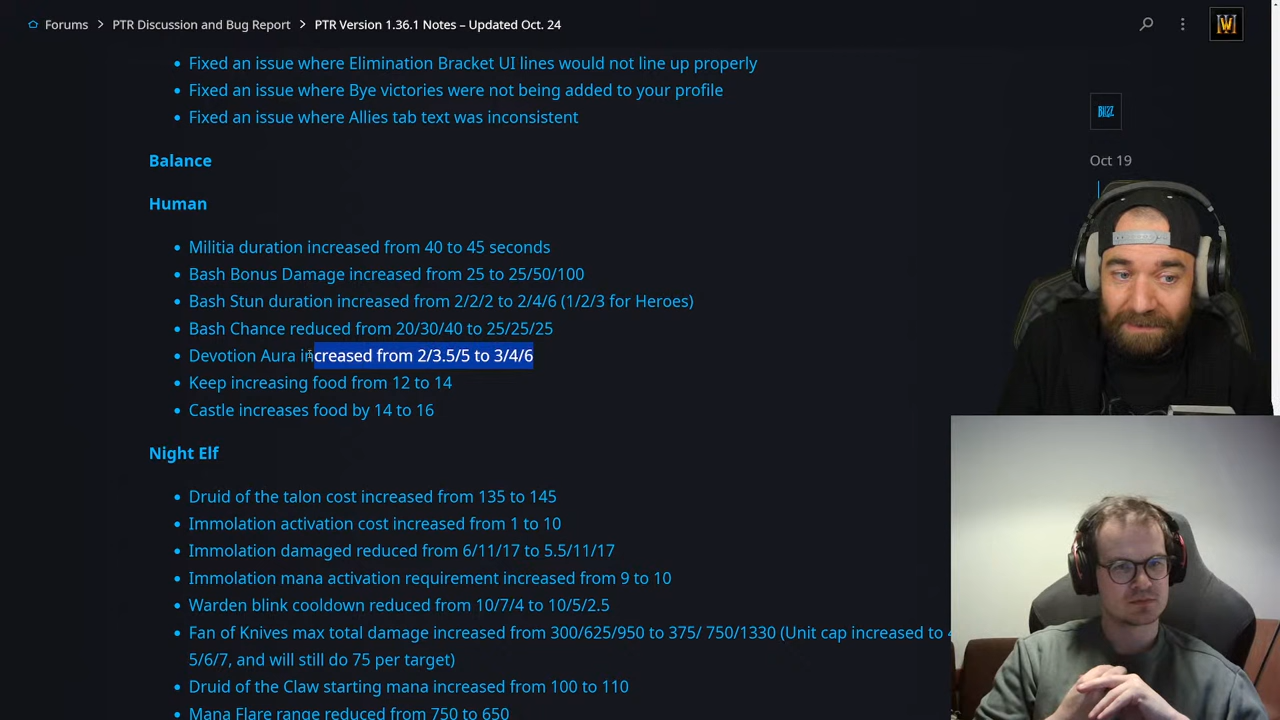 Forums > PTR Discussion and Bug Report > PTR Version 1.36.1 Notes – Updated Oct. 24
Fixed an issue where Elimination Bracket UI lines would not line up properly
Fixed an issue where Bye victories were not being added to your profile
Fixed an issue where Allies tab text was inconsistent
BLIZZ
Balance
Oct 19
Human
Militia duration increased from 40 to 45 seconds
Bash Bonus Damage increased from 25 to 25/50/100
Bash Stun duration increased from 2/2/2 to 2/4/6 (1/2/3 for Heroes)
Bash Chance reduced from 20/30/40 to 25/25/25
Devotion Aura increased from 2/3.5/5 to 3/4/6
Keep increasing food from 12 to 14
Castle increases food by 14 to 16
Night Elf
Druid of the talon cost increased from 135 to 145
Immolation activation cost increased from 1 to 10
Immolation damaged reduced from 6/11/17 to 5.5/11/17
Immolation mana activation requirement increased from 9 to 10
Warden blink cooldown reduced from 10/7/4 to 10/5/2.5
Fan of Knives max total damage increased from 300/625/950 to 375/ 750/1330 (Unit cap increased to
5/6/7, and will still do 75 per target)
Druid of the Claw starting mana increased from 100 to 110
Mana Flare range reduced from 750 to 650